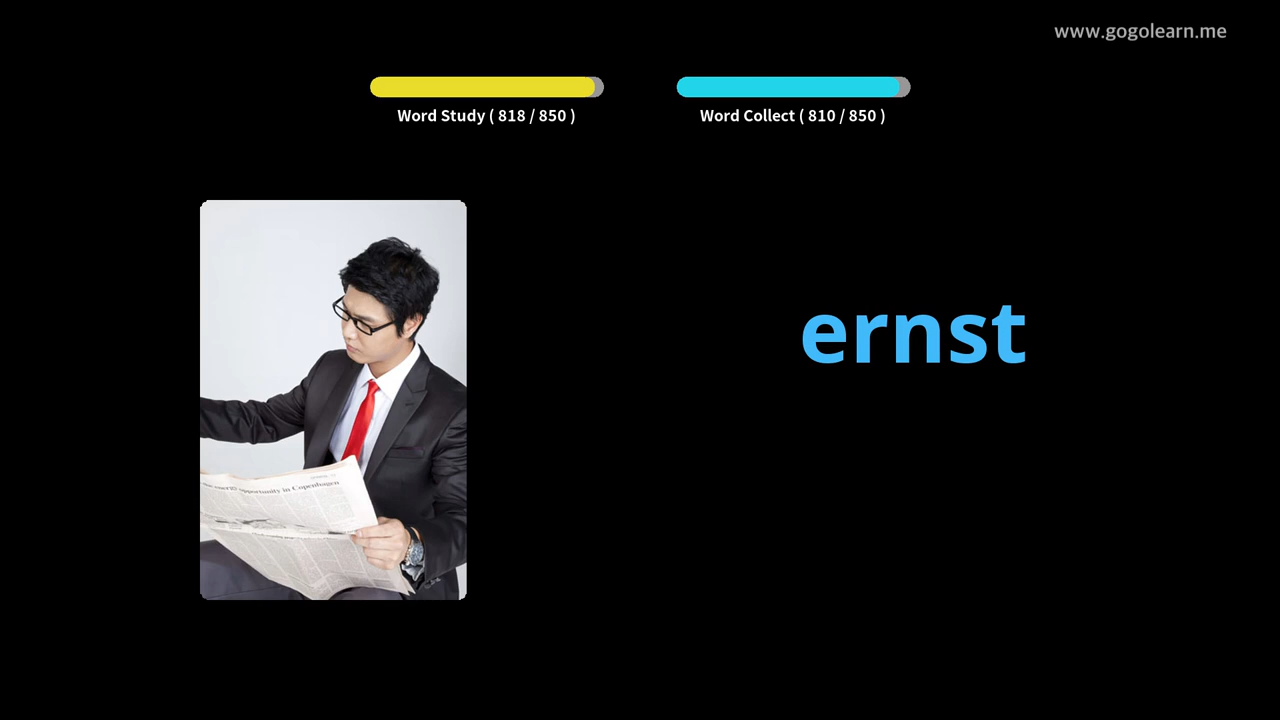 www.gogolearn.me
Word Study ( 818 / 850 )
Word Collect ( 810 / 850 )
ernst
opportunity in Copenhagen